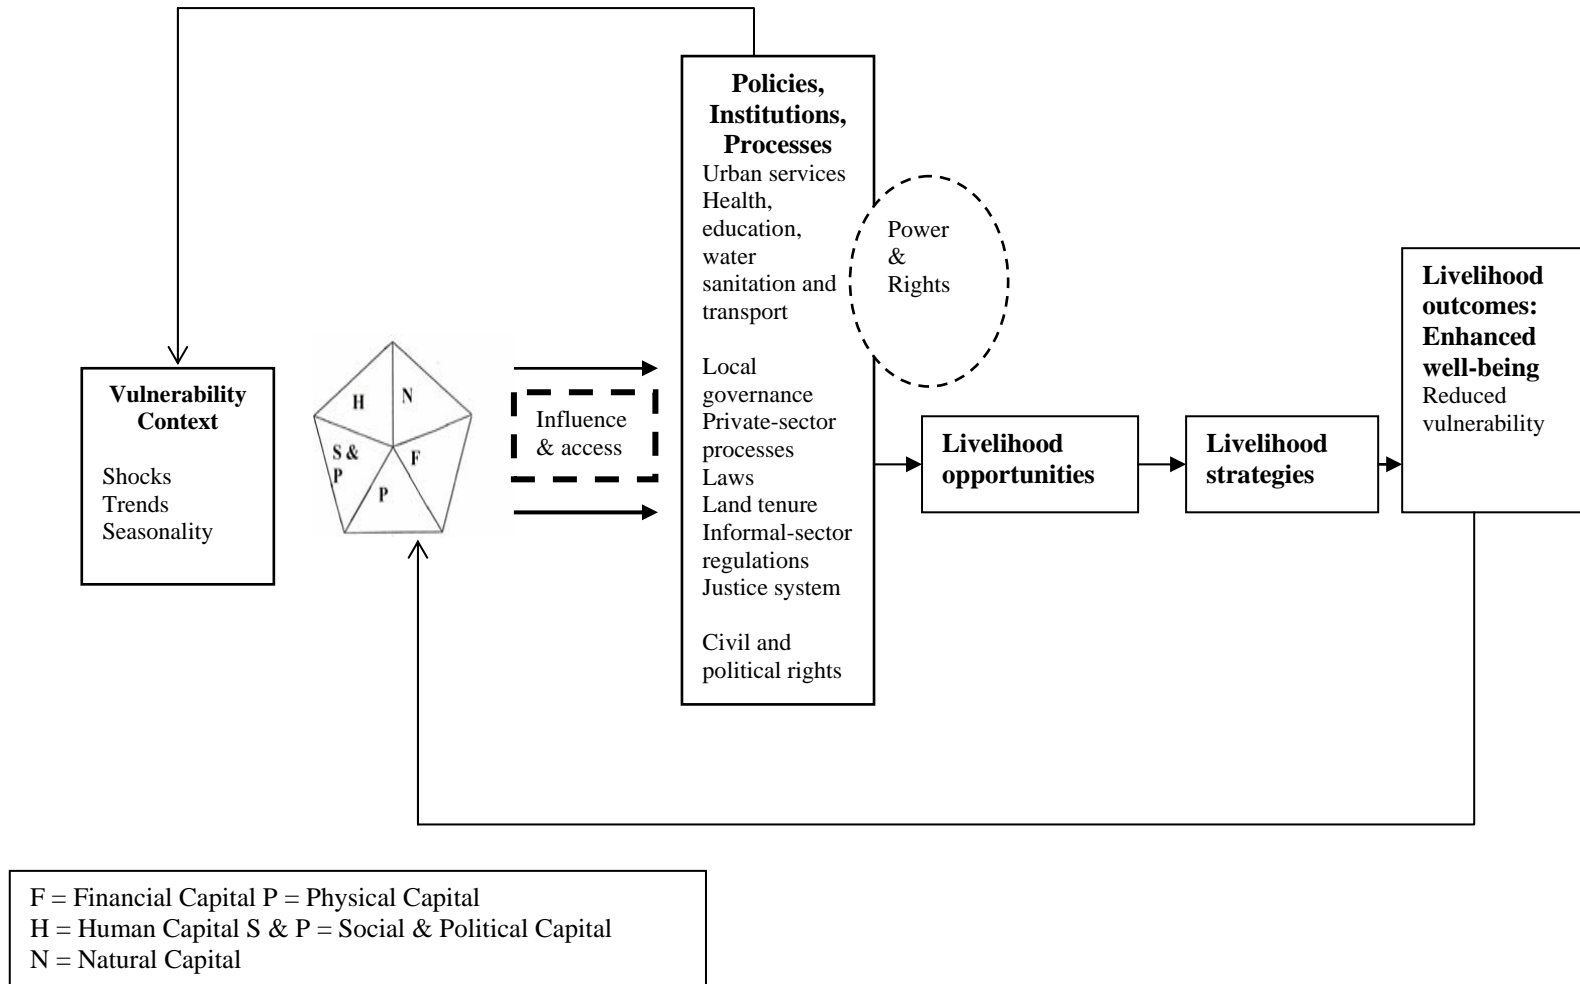 Policies,
Institutions,
Processes
Urban services
Health,
education,
water
sanitation and
transport
Local
governance
Private-sector
processes
Laws
Land tenure
Informal-sector
regulations
Justice system
Civil and
political rights
Power
&
Rights
Vulnerability
Context
Shocks
Trends
Seasonality
H
N
S &
P
F
P
Influence
& access
Livelihood
opportunities
Livelihood
strategies
Livelihood
outcomes:
Enhanced
well-being
Reduced
vulnerability
F = Financial Capital P = Physical Capital
H = Human Capital S & P = Social & Political Capital
N = Natural Capital